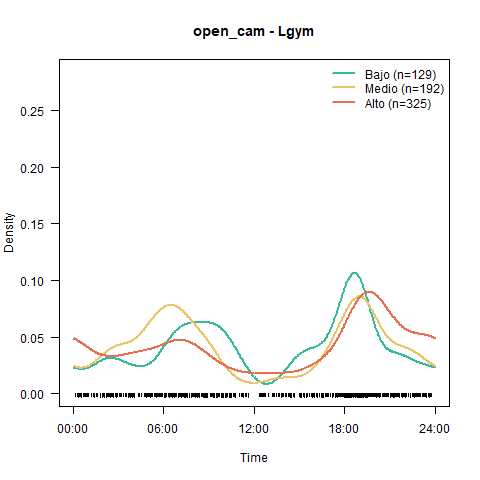 open_cam - Lgym
Bajo (n=129)
Medio (n=192)
Alto (n=325)
0.25
0.20
0.15
0.10
0.05
0.00
Density
00:00 06:00 12:00 18:00 24:00
Time